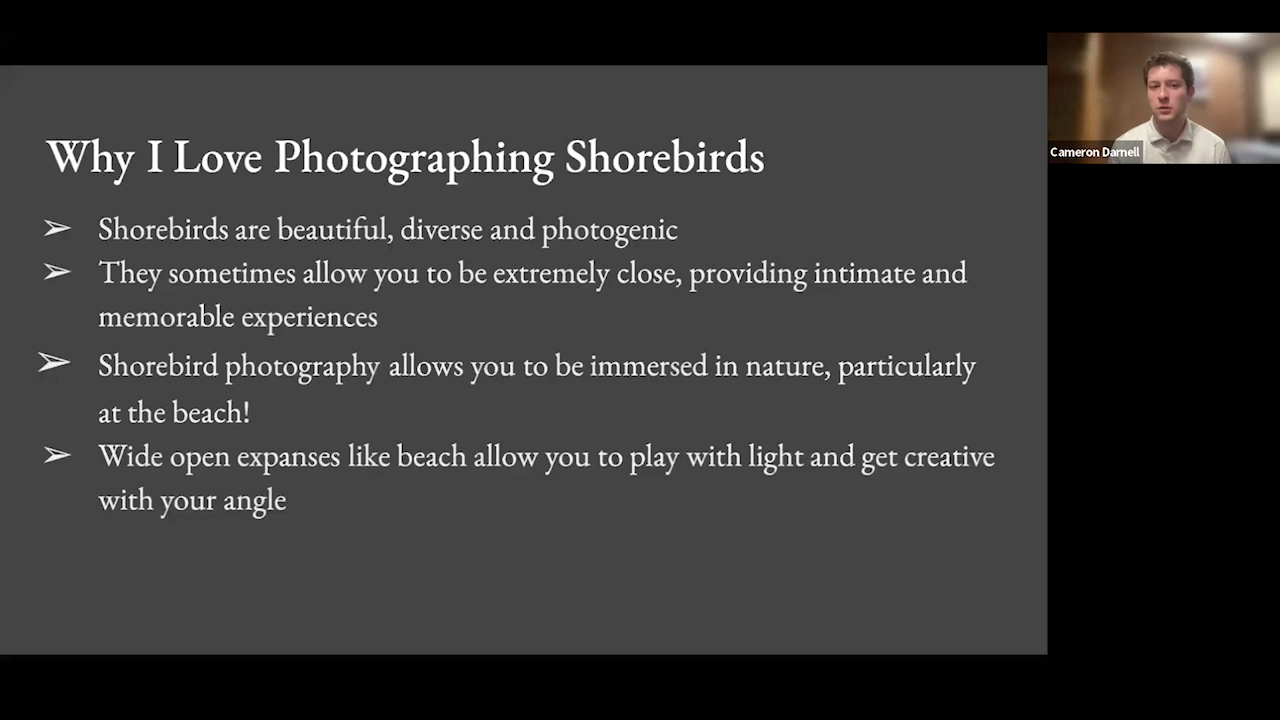 Why I Love Photographing Shorebirds
➢ Shorebirds are beautiful, diverse and photogenic
➢ They sometimes allow you to be extremely close, providing intimate and
memorable experiences
➢ Shorebird photography allows you to be immersed in nature, particularly
at the beach!
➢ Wide open expanses like beach allow you to play with light and get creative
with your angle
Cameron Darnell